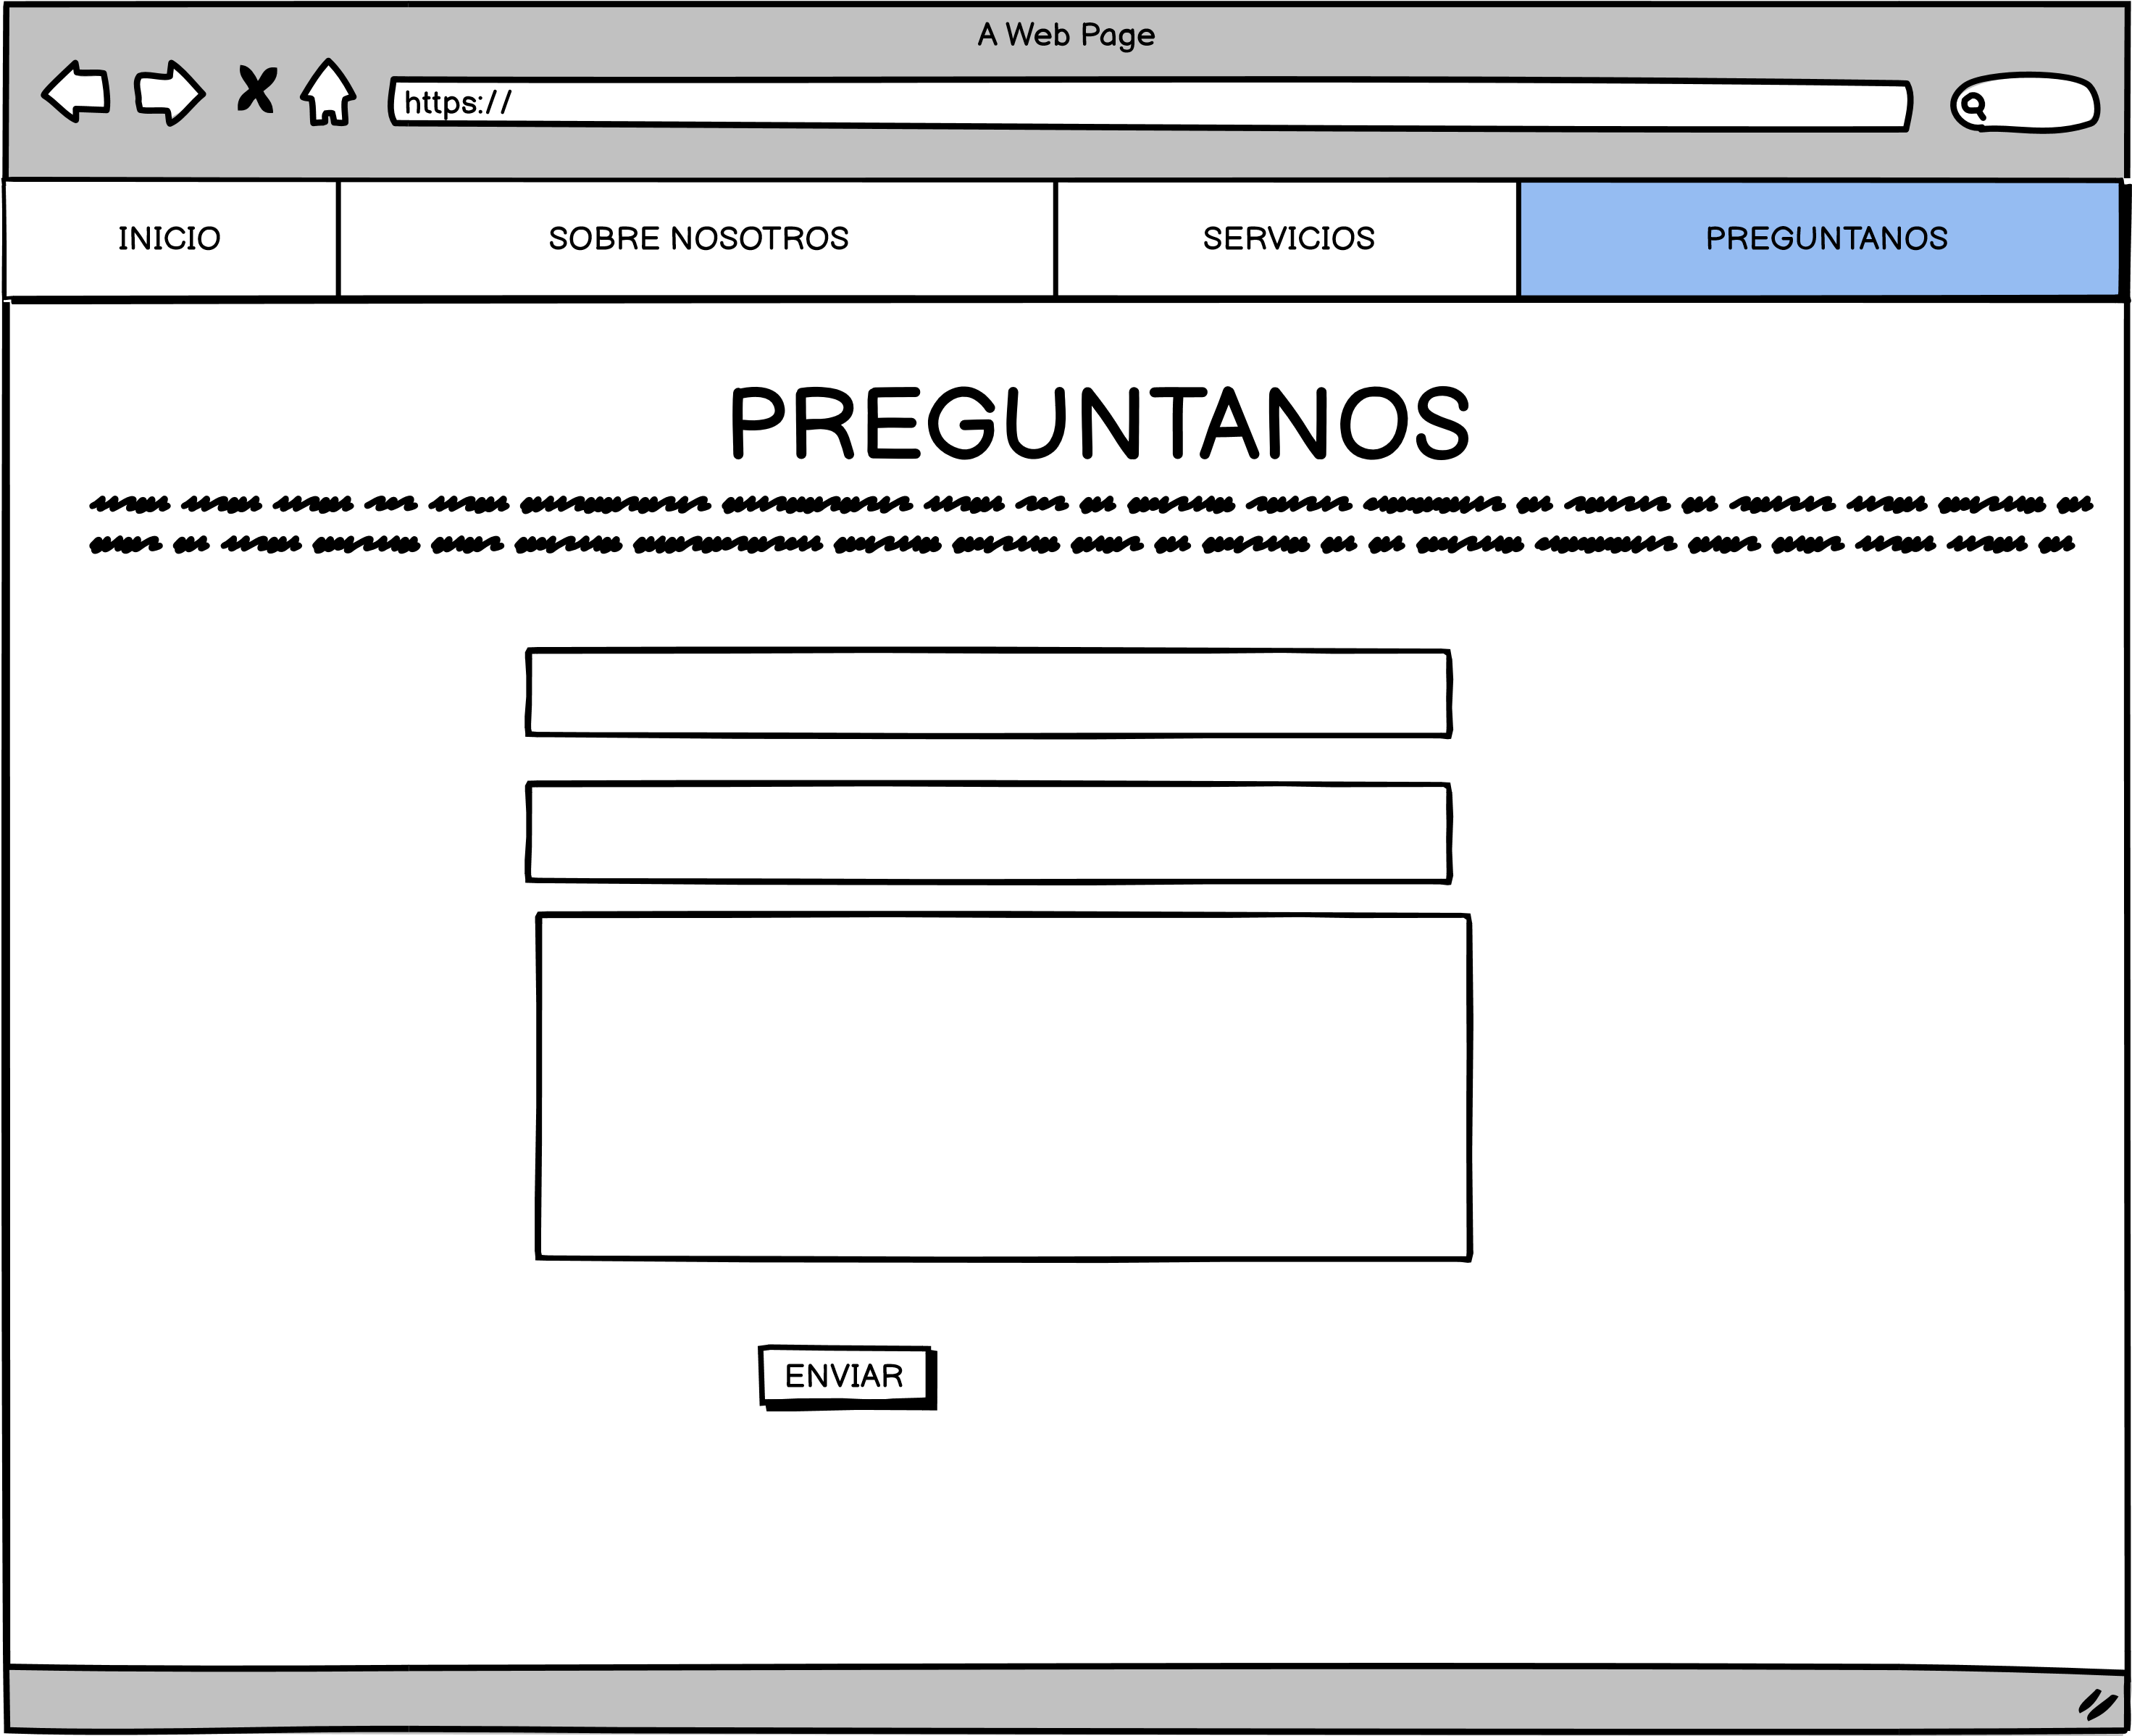 A Web Page
https://
INICIO SOBRE NOSOTROS SERVICIOS PREGUNTANOS
PREGUNTANOS
ENVIAR